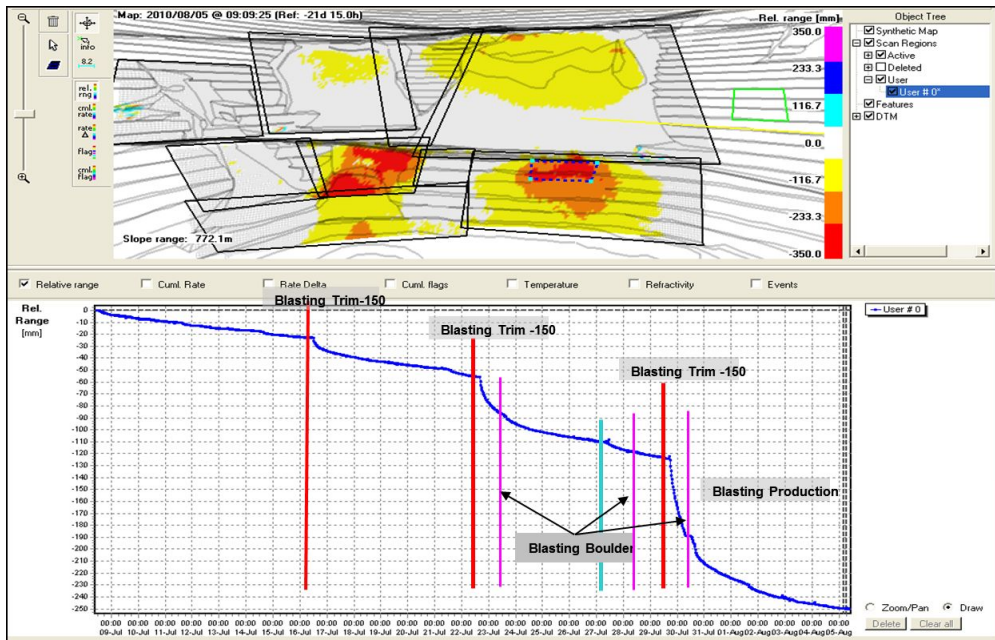 Map: 2010/08/05 @ 09:09:25 (Ref: -21d 15.0h)
Rel. range [mm]
350.0
233.3
116.7
0.0
-116.7
-233.3
-350.0
info
8.2
rel. rng
cml. rate
rate Δ
flag
cml. flag
Slope range: 772.1m
Object Tree
Synthetic Map
Scan Regions
Active
Deleted
User
User # 0"
Features
DTM
Relative range
Cuml. Rate
Rate Delta
Cuml. flags
Temperature
Refractivity
Events
Rel.
Range
[mm]
0
-10
-20
-30
-40
-50
-60
-70
-80
-90
-100
-110
-120
-130
-140
-150
-160
-170
-180
-190
-200
-210
-220
-230
-240
-250
Blasting Trim-150
Blasting Trim -150
Blasting Trim -150
Blasting Production
Blasting Boulder
User # 0
00:00 00:00 00:00 00:00 00:00 00:00 00:00 00:00 00:00 00:00 00:00 00:00 00:00 00:00 00:00 00:00 00:00 00:00 00:00 00:00 00:00 00:00 00:00 00:00 00:00 00:00 00:00 00:00
09-Jul 10-Jul 11-Jul 12-Jul 13-Jul 14-Jul 15-Jul 16-Jul 17-Jul 18-Jul 19-Jul 20-Jul 21-Jul 22-Jul 23-Jul 24-Jul 25-Jul 26-Jul 27-Jul 28-Jul 29-Jul 30-Jul 31-Jul 01-Aug 02-Aug 03-Aug 04-Aug 05-Aug
Zoom/Pan
Draw
Delete
Clear all